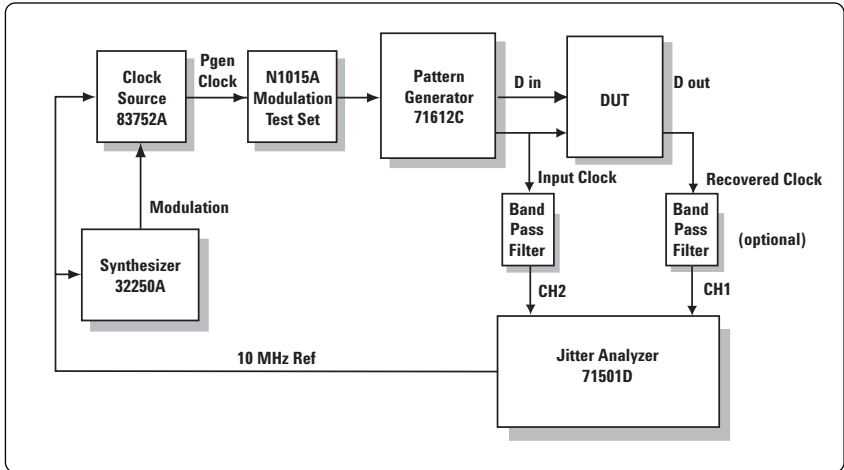 Clock
Source
83752A
Pgen
Clock
N1015A
Modulation
Test Set
Pattern
Generator
71612C
D in
DUT
D out
Input Clock
Recovered Clock
Modulation
Band
Pass
Filter
Band
Pass
Filter
(optional)
Synthesizer
32250A
CH2
CH1
10 MHz Ref
Jitter Analyzer
71501D